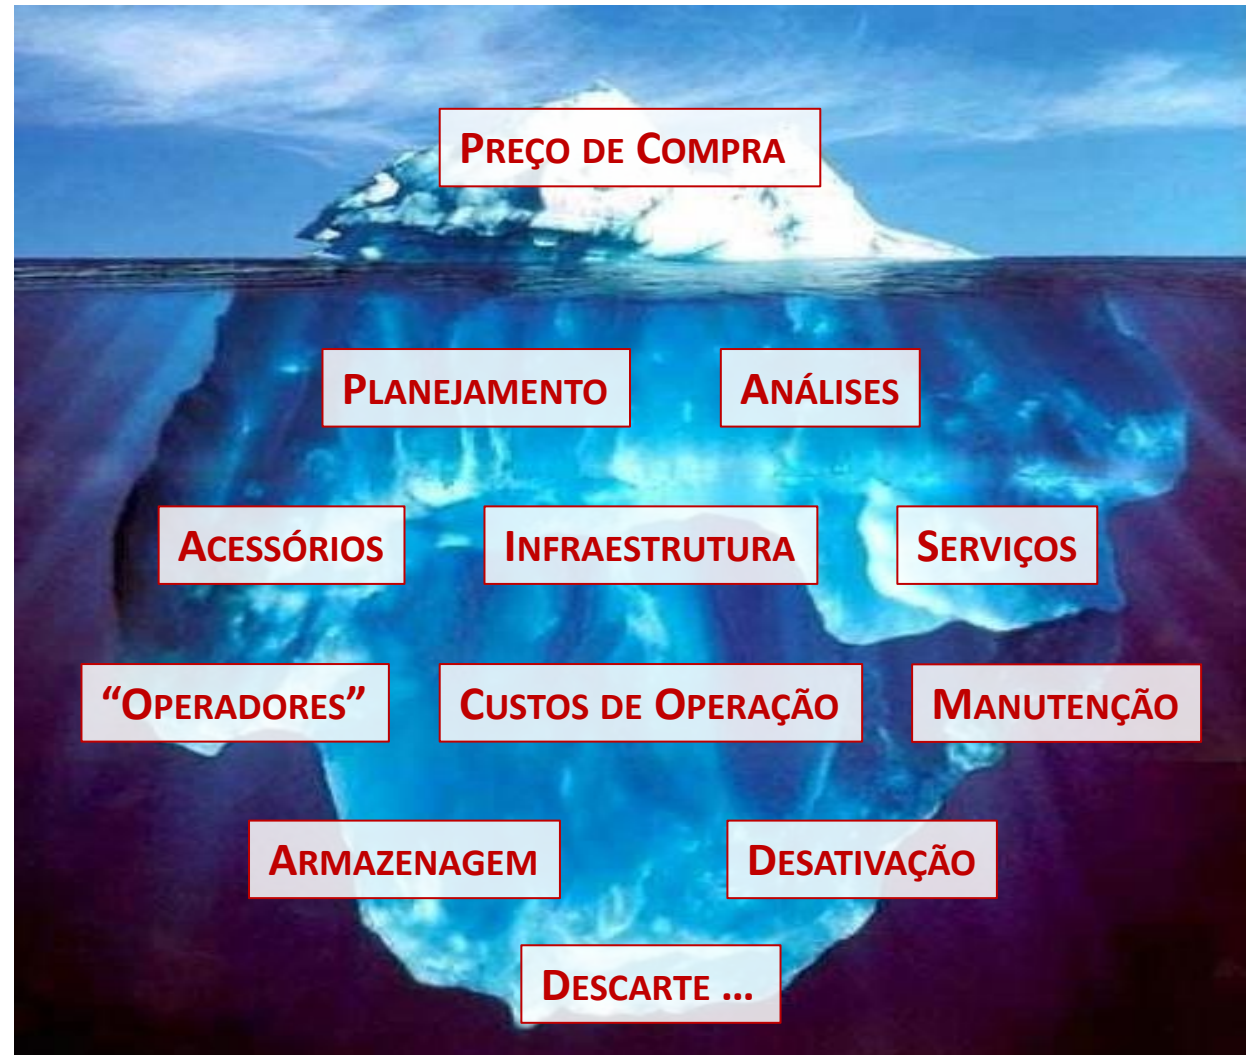 PREÇO DE COMPRA
PLANEJAMENTO
ANÁLISES
ACESSÓRIOS
INFRAESTRUTURA
SERVIÇOS
“OPERADORES”
CUSTOS DE OPERAÇÃO
MANUTENÇÃO
ARMAZENAGEM
DESATIVAÇÃO
DESCARTE ...